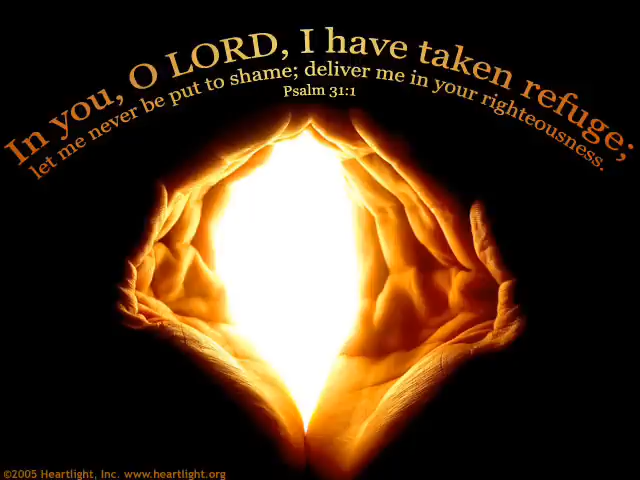 In you, O LORD, I have taken refuge;
let me never be put to shame; deliver me in your righteousness.
Psalm 31:1
©2005 Heartlight, Inc. www.heartlight.org